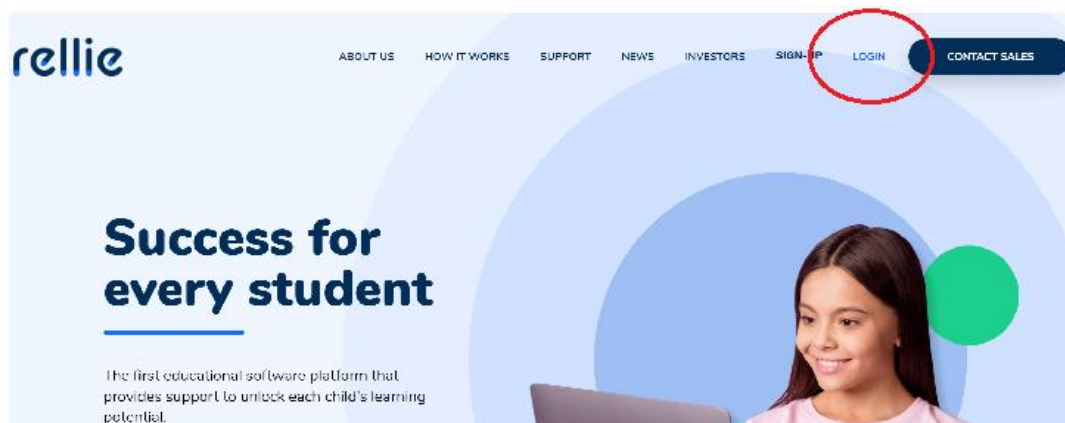 rellie
ABOUT US HOW IT WORKS SUPPORT NEWS INVESTORS SIGN-UP LOGIN CONTACT SALES
Success for
every student
The first educational software platform that
provides support to unlock each child's learning
potential.